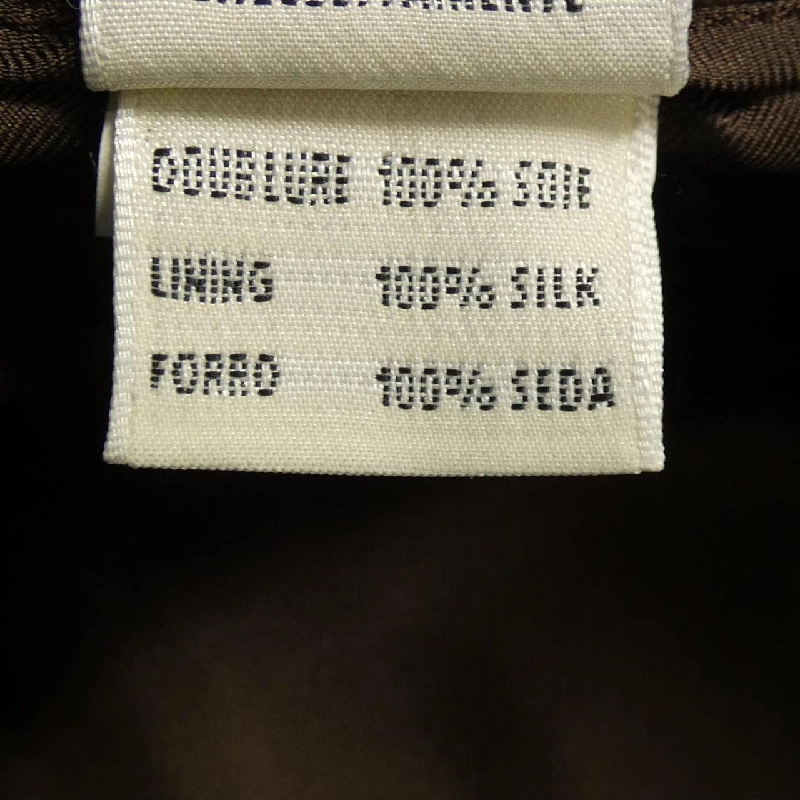 DOUBLURE 100% SOIE
LINING 100% SILK
FORRO 100% SEDA